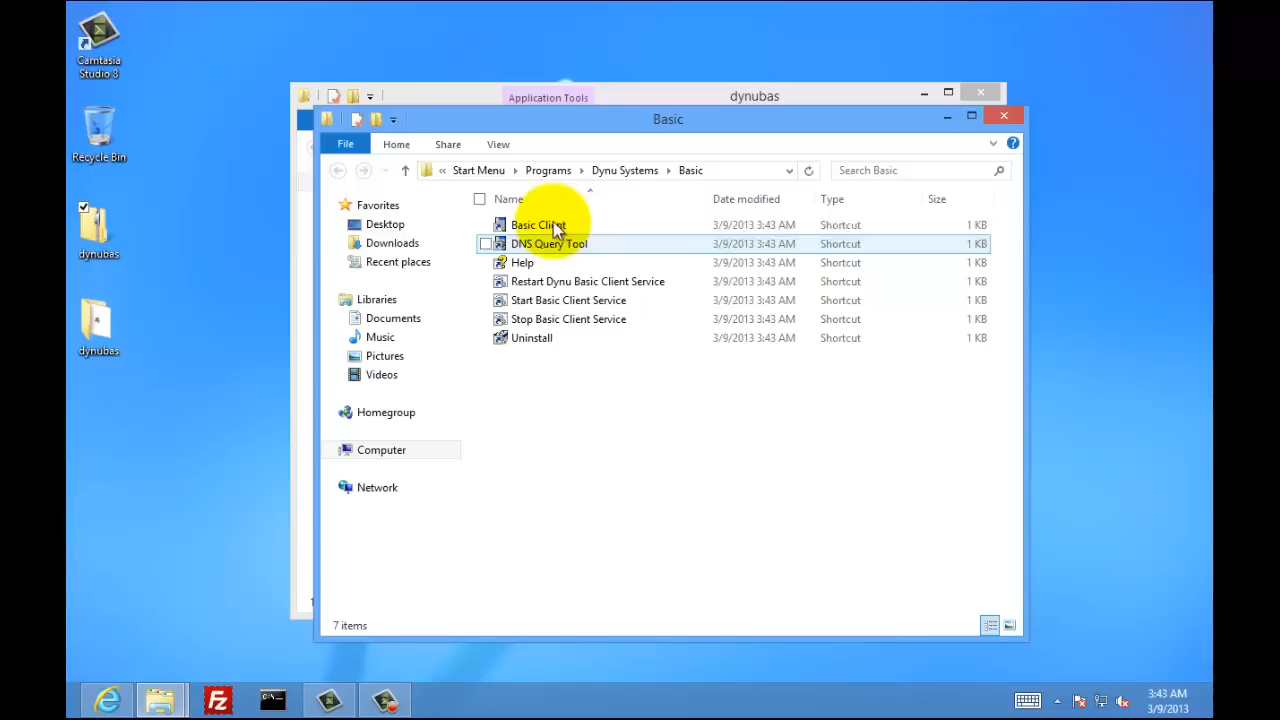 Camtasia
Studio 8
Recycle Bin
dynubas
dynubas
Application Tools
dynubas
Basic
File
Home
Share
View
« Start Menu Programs Dynu Systems Basic
Search Basic
Name
Date modified
Type
Size
Favorites
Desktop
Downloads
Recent places
Libraries
Documents
Music
Pictures
Videos
Homegroup
Computer
Network
Basic Client 3/9/2013 3:43 AM Shortcut 1 KB
DNS Query Tool 3/9/2013 3:43 AM Shortcut 1 KB
Help 3/9/2013 3:43 AM Shortcut 1 KB
Restart Dynu Basic Client Service 3/9/2013 3:43 AM Shortcut 1 KB
Start Basic Client Service 3/9/2013 3:43 AM Shortcut 1 KB
Stop Basic Client Service 3/9/2013 3:43 AM Shortcut 1 KB
Uninstall 3/9/2013 3:43 AM Shortcut 1 KB
7 items
Fz
3:43 AM
3/9/2013